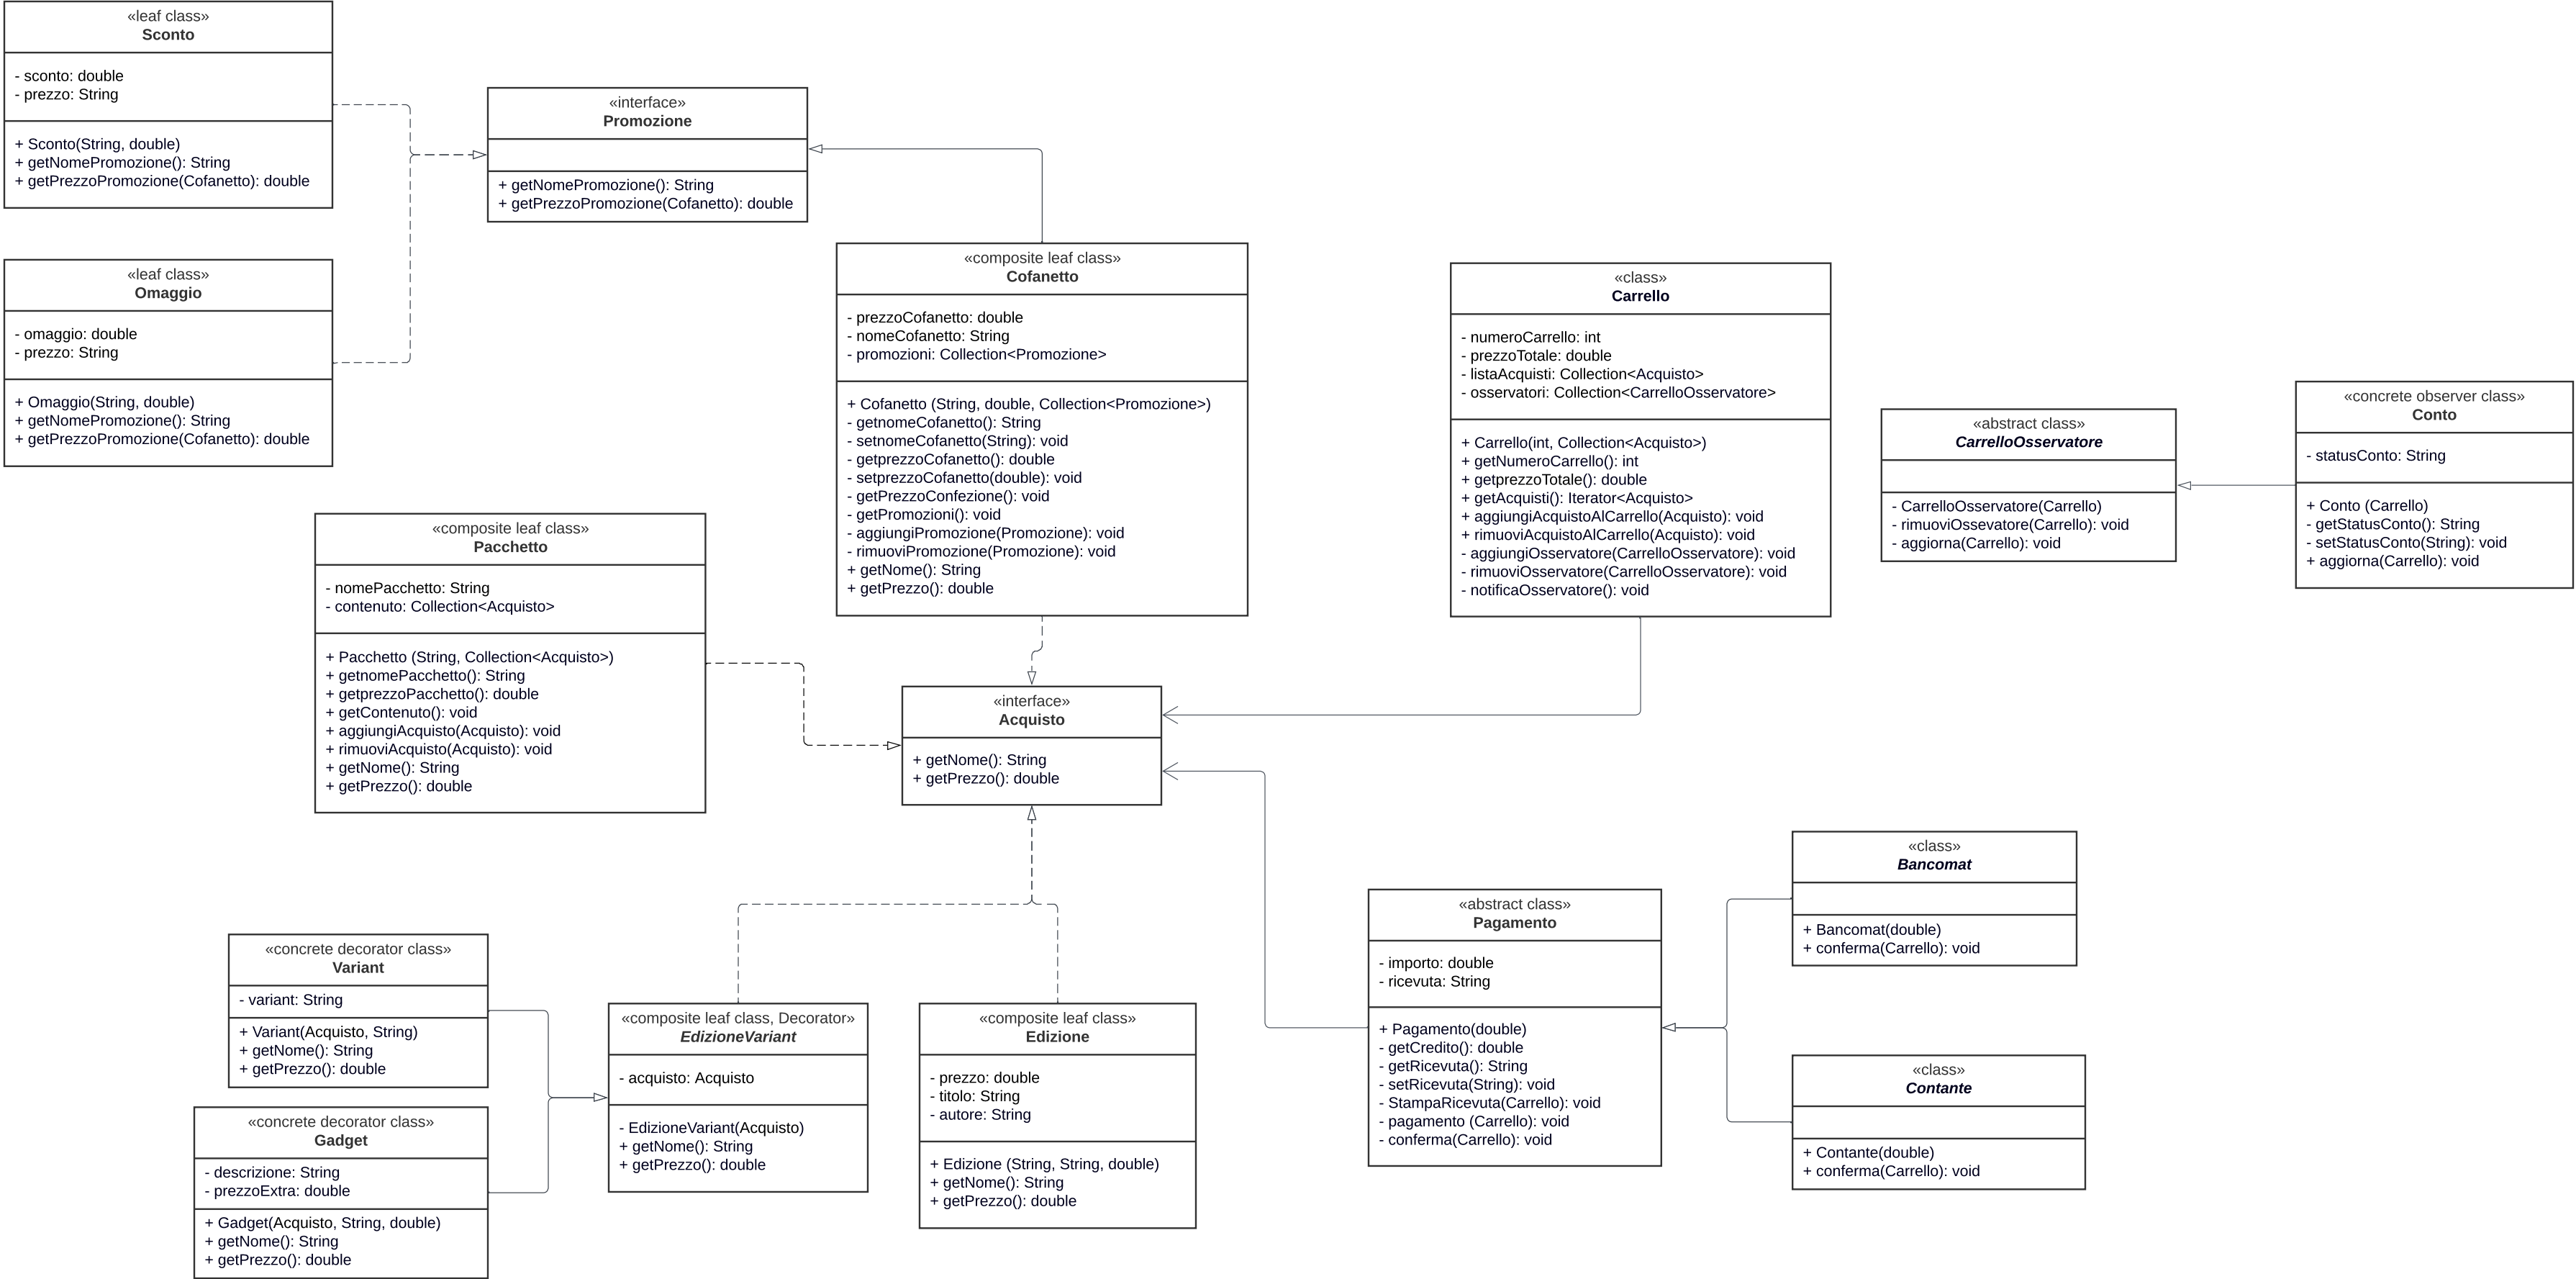 «leaf class»
Sconto
- sconto: double
- prezzo: String
+ Sconto(String, double)
+ getNomePromozione(): String
+ getPrezzoPromozione(Cofanetto): double
«interface»
Promozione
+ getNomePromozione(): String
+ getPrezzoPromozione(Cofanetto): double
«leaf class»
Omaggio
- omaggio: double
- prezzo: String
+ Omaggio(String, double)
+ getNomePromozione(): String
+ getPrezzoPromozione(Cofanetto): double
«composite leaf class»
Cofanetto
- prezzoCofanetto: double
- nomeCofanetto: String
- promozioni: Collection<Promozione>
+ Cofanetto (String, double, Collection<Promozione>)
- getnomeCofanetto(): String
- setnomeCofanetto(String): void
- getprezzoCofanetto(): double
- setprezzoCofanetto(double): void
- getPrezzoConfezione(): void
- getPromozioni(): void
- aggiungiPromozione(Promozione): void
- rimuoviPromozione(Promozione): void
+ getNome(): String
+ getPrezzo(): double
«class»
Carrello
- numeroCarrello: int
- prezzoTotale: double
- listaAcquisti: Collection<Acquisto>
- osservatori: Collection<CarrelloOsservatore>
+ Carrello(int, Collection<Acquisto>)
+ getNumeroCarrello(): int
+ getprezzoTotale(): double
+ getAcquisti(): Iterator<Acquisto>
+ aggiungiAcquistoAlCarrello(Acquisto): void
+ rimuoviAcquistoAlCarrello(Acquisto): void
- aggiungiOsservatore(CarrelloOsservatore): void
- rimuoviOsservatore(CarrelloOsservatore): void
- notificaOsservatore(): void
«abstract class»
CarrelloOsservatore
- CarrelloOsservatore(Carrello)
- rimuoviOssevatore(Carrello): void
- aggiorna(Carrello): void
«concrete observer class»
Conto
- statusConto: String
+ Conto (Carrello)
- getStatusConto(): String
- setStatusConto(String): void
+ aggiorna(Carrello): void
«composite leaf class»
Pacchetto
- nomePacchetto: String
- contenuto: Collection<Acquisto>
+ Pacchetto (String, Collection<Acquisto>)
+ getnomePacchetto(): String
+ getprezzoPacchetto(): double
+ getContenuto(): void
+ aggiungiAcquisto(Acquisto): void
+ rimuoviAcquisto(Acquisto): void
+ getNome(): String
+ getPrezzo(): double
«interface»
Acquisto
+ getNome(): String
+ getPrezzo(): double
«concrete decorator class»
Variant
- variant: String
+ Variant(Acquisto, String)
+ getNome(): String
+ getPrezzo(): double
«concrete decorator class»
Gadget
- descrizione: String
- prezzoExtra: double
+ Gadget(Acquisto, String, double)
+ getNome(): String
+ getPrezzo(): double
«composite leaf class, Decorator»
EdizioneVariant
- acquisto: Acquisto
- EdizioneVariant(Acquisto)
+ getNome(): String
+ getPrezzo(): double
«composite leaf class»
Edizione
- prezzo: double
- titolo: String
- autore: String
+ Edizione (String, String, double)
+ getNome(): String
+ getPrezzo(): double
«abstract class»
Pagamento
- importo: double
- ricevuta: String
+ Pagamento(double)
- getCredito(): double
- getRicevuta(): String
- setRicevuta(String): void
- StampaRicevuta(Carrello): void
- pagamento (Carrello): void
- conferma(Carrello): void
«class»
Bancomat
+ Bancomat(double)
+ conferma(Carrello): void
«class»
Contante
+ Contante(double)
+ conferma(Carrello): void